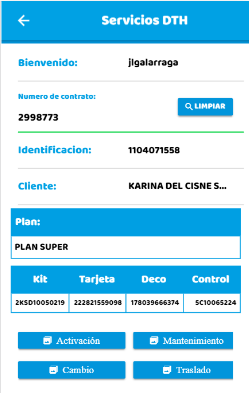 Servicios DTH
Bienvenido: jlgalarraga
Numero de contrato:
2998773 LIMPIAR
Identificacion: 1104071558
Cliente: KARINA DEL CISNE S...
Plan:
PLAN SUPER
Kit Tarjeta Deco Control
2KSD10050219 222821559098 178039666374 5C10065224
Activación Mantenimiento
Cambio Traslado